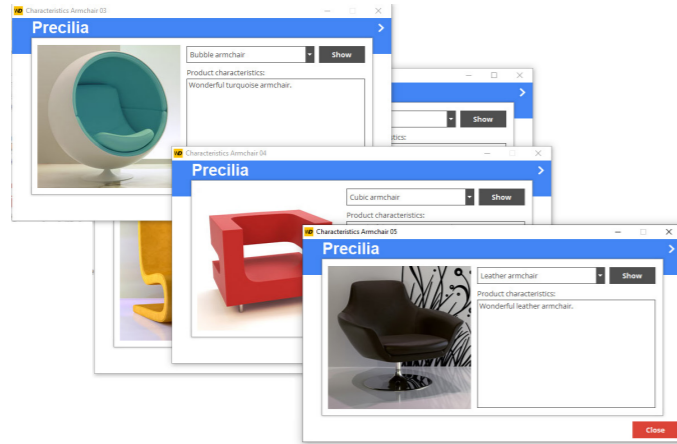 Characteristics Armchair 03
Precilia
Bubble armchair
Show
Product characteristics:
Wonderful turquoise armchair.
Show
Characteristics Armchair 04
Precilia
Cubic armchair
Show
Product characteristics:
Characteristics Armchair 05
Precilia
Leather armchair
Show
Product characteristics:
Wonderful leather armchair.
Close